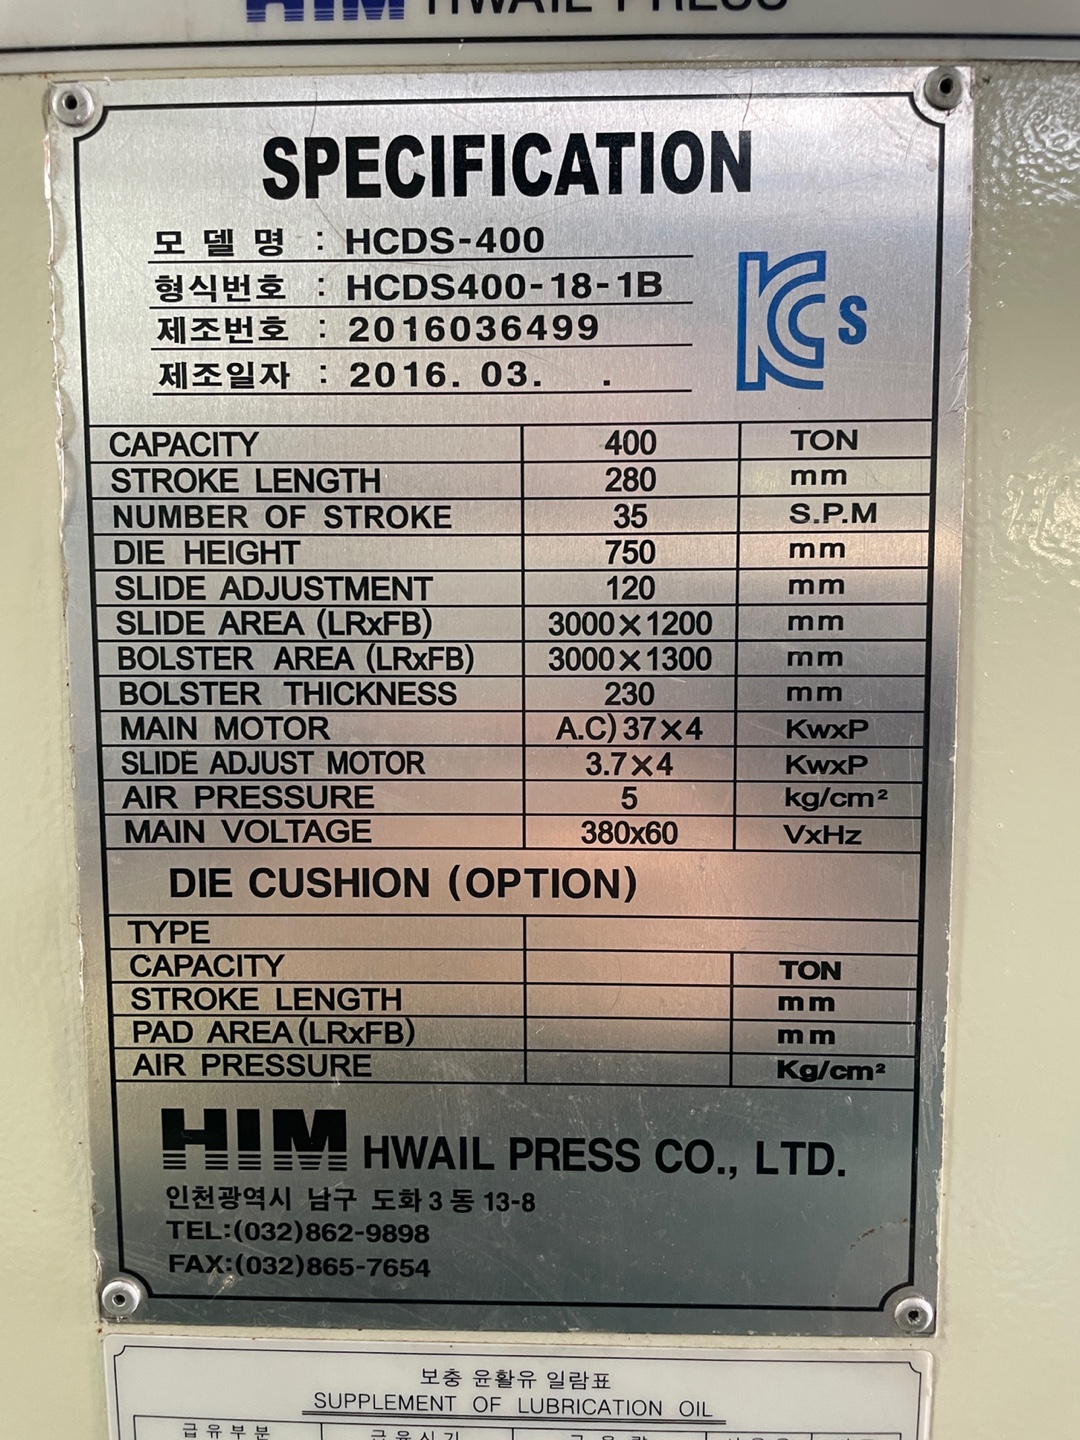 HIM HWAIL PRESS
SPECIFICATION
모 델 명 : HCDS-400
형식번호 : HCDS400-18-1B
제조번호 : 2016036499
제조일자 : 2016. 03. .
KCs
CAPACITY 400 TON
STROKE LENGTH 280 mm
NUMBER OF STROKE 35 S.P.M
DIE HEIGHT 750 mm
SLIDE ADJUSTMENT 120 mm
SLIDE AREA (LRxFB) 3000×1200 mm
BOLSTER AREA (LRxFB) 3000×1300 mm
BOLSTER THICKNESS 230 mm
MAIN MOTOR A.C) 37×4 KwxP
SLIDE ADJUST MOTOR 3.7×4 KwxP
AIR PRESSURE 5 kg/cm²
MAIN VOLTAGE 380x60 VxHz
DIE CUSHION (OPTION)
TYPE
CAPACITY TON
STROKE LENGTH mm
PAD AREA (LRxFB) mm
AIR PRESSURE Kg/cm²
HIM HWAIL PRESS CO., LTD.
인천광역시 남구 도화 3 동 13-8
TEL:(032)862-9898
FAX:(032)865-7654
보충 윤활유 일람표
SUPPLEMENT OF LUBRICATION OIL
급유부분